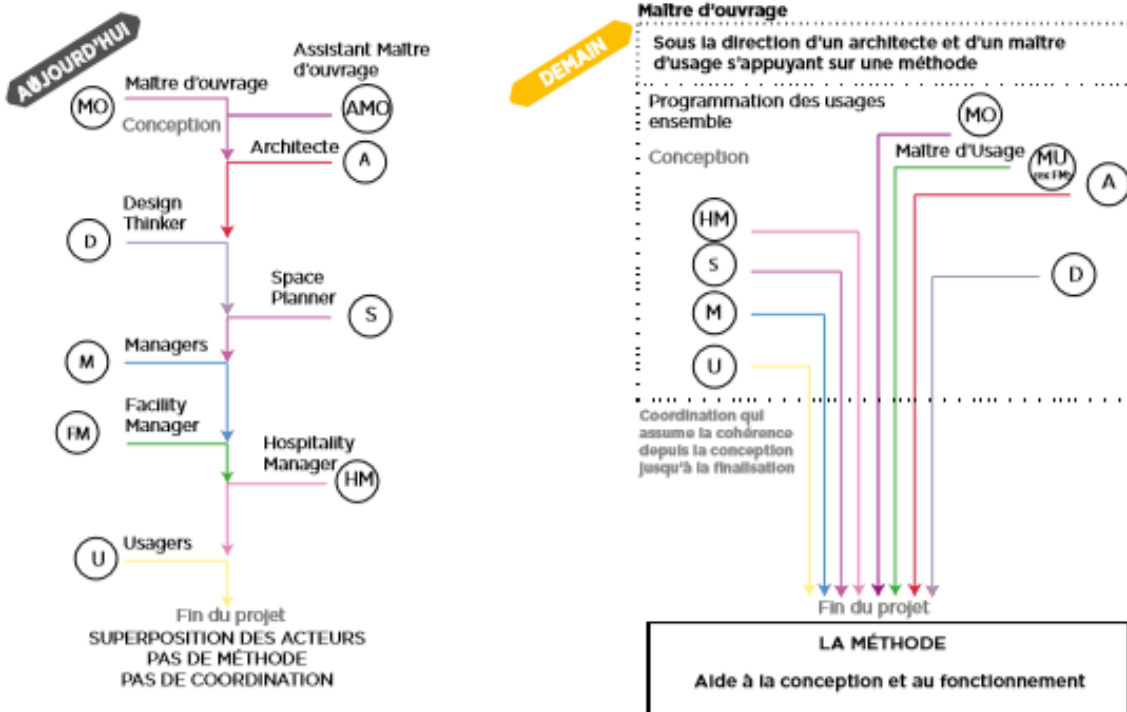 AUJOURD'HUI
Assistant Maître
d'ouvrage
Maître d'ouvrage
MO
AMO
Conception
Architecte
A
Design
Thinker
D
Space
Planner
S
Managers
M
Facility
Manager
FM
Hospitality
Manager
HM
Usagers
U
Fin du projet
SUPERPOSITION DES ACTEURS
PAS DE MÉTHODE
PAS DE COORDINATION
DEMAIN
Maître d'ouvrage
Sous la direction d'un architecte et d'un maître
d'usage s'appuyant sur une méthode
Programmation des usages
ensemble
MO
Conception
Maître d'Usage
MU
(ex FM)
A
HM
S
D
M
U
Coordination qui
assume la cohérence
depuis la conception
jusqu'à la finalisation
Fin du projet
LA MÉTHODE
Aide à la conception et au fonctionnement